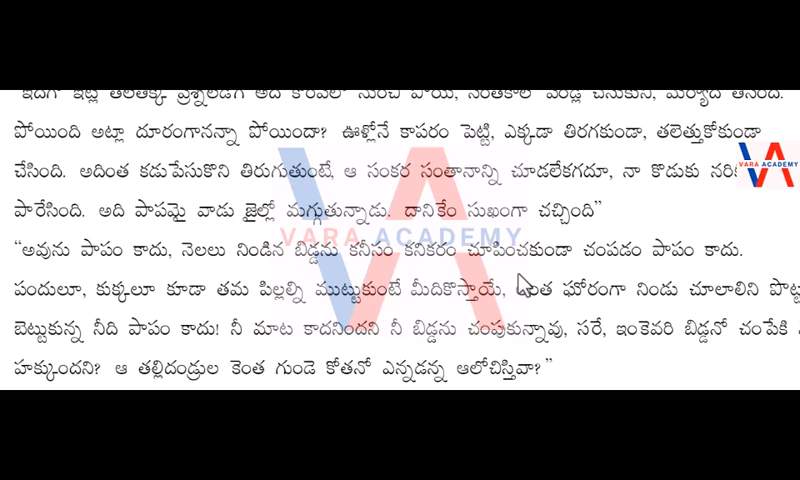 పోయింది అట్లా దూరంగానన్నా పోయిందా? ఊళ్లోనే కాపరం పెట్టి, ఎక్కడా తిరగకుండా, తలెత్తుకోకుండా
చేసింది. అదింత కడుపేసుకొని తిరుగుతుంటే, ఆ సంకర సంతానాన్ని చూడలేకగదూ, నా కొడుకు
పారేసింది. అది పాపమై వాడు జైల్లో మగ్గుతున్నాడు. దానికేం సుఖంగా చచ్చింది”
“అవును పాపం కాదు, నెలలు నిండిన బిడ్డను కనీసం కనికరం చూపించకుండా చంపడం పాపం కాదు.
పందులూ, కుక్కలూ కూడా తమ పిల్లల్ని ముట్టుకుంటే మీదికొస్తాయే, ఘోరంగా నిండు చూలాలిని
బెట్టుకున్న నీది పాపం కాదు! నీ మాట కాదనిందని నీ బిడ్డను చంపుకున్నావు, సరే, ఇంకెవరి బిడ్డనో చంపేకి
హక్కుందని? ఆ తల్లిదండ్రుల కెంత గుండె కోతనో ఎన్నడన్న ఆలోచిస్తివా?”
VARA ACADEMY
VARA ACADEMY